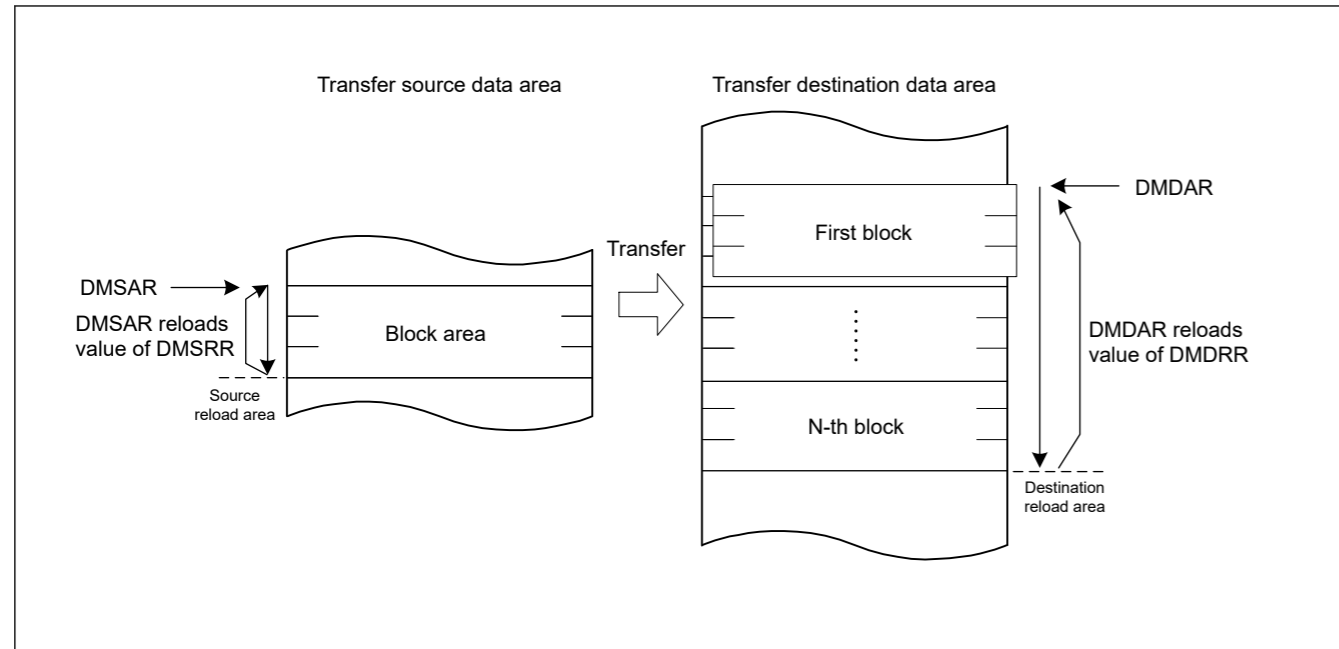 Transfer source data area
Transfer destination data area
DMDAR
First block
Transfer
DMSAR
DMSAR reloads
value of DMSRR
Block area
DMDAR reloads
value of DMDRR
Source
reload area
N-th block
Destination
reload area